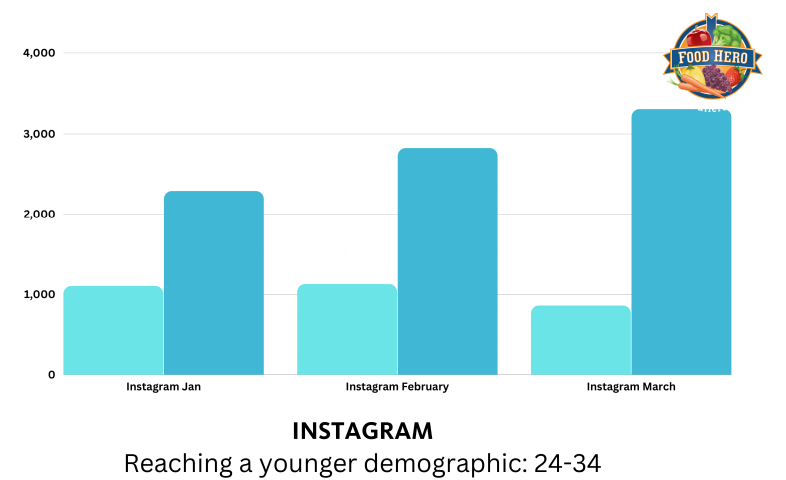 4,000
FOOD HERO
3,000
2,000
1,000
0
Instagram Jan
Instagram February
Instagram March
INSTAGRAM
Reaching a younger demographic: 24-34